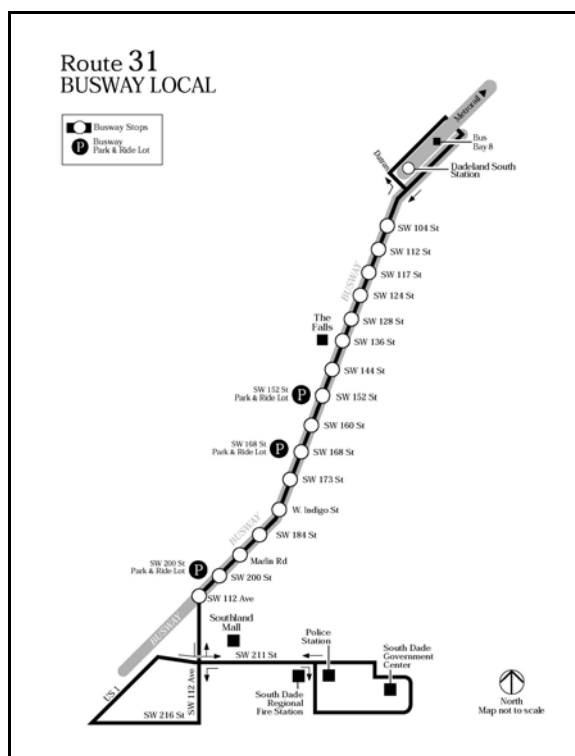 Route 31
BUSWAY LOCAL
Busway Stops
P
Busway
Park & Ride Lot
Metrorail
Bus
Bay 8
Datran
Dadeland South
Station
SW 104 St
SW 112 St
SW 117 St
BUSWAY
SW 124 St
SW 128 St
The
Falls
SW 136 St
SW 144 St
SW 152 St
Park & Ride Lot
P
SW 152 St
SW 160 St
SW 168 St
Park & Ride Lot
P
SW 168 St
SW 173 St
W. Indigo St
BUSWAY
SW 184 St
Marlin Rd
SW 200 St
Park & Ride Lot
P
SW 200 St
SW 112 Ave
BUSWAY
Southland
Mall
Police
Station
South Dade
Government
Center
SW 211 St
US 1
SW 112 Ave
SW 216 St
South Dade
Regional
Fire Station
North
Map not to scale